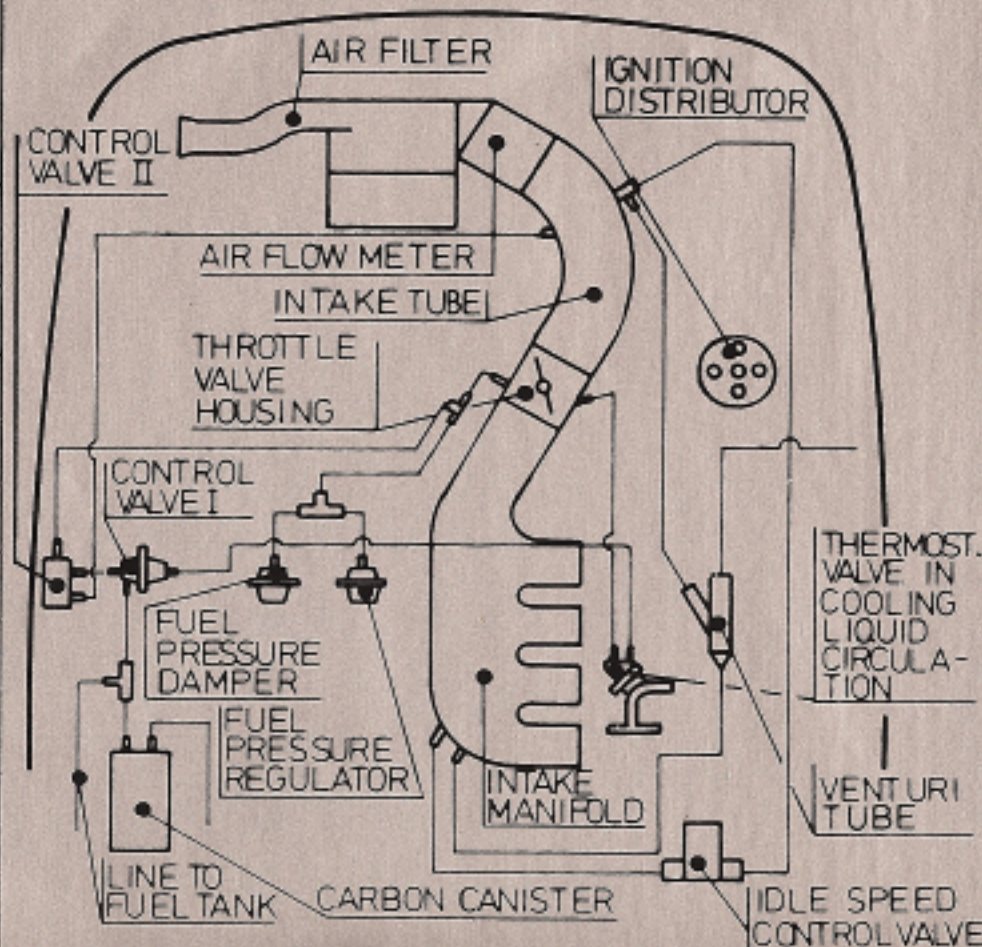 AIR FILTER
IGNITION
DISTRIBUTOR
CONTROL
VALVE II
AIR FLOW METER
INTAKE TUBE
THROTTLE
VALVE
HOUSING
CONTROL
VALVE I
THERMOST.
VALVE IN
COOLING
LIQUID
CIRCULA-
TION
FUEL
PRESSURE
DAMPER
FUEL
PRESSURE
REGULATOR
INTAKE
MANIFOLD
VENTURI
TUBE
LINE TO
FUEL TANK
CARBON CANISTER
IDLE SPEED
CONTROL VALVE